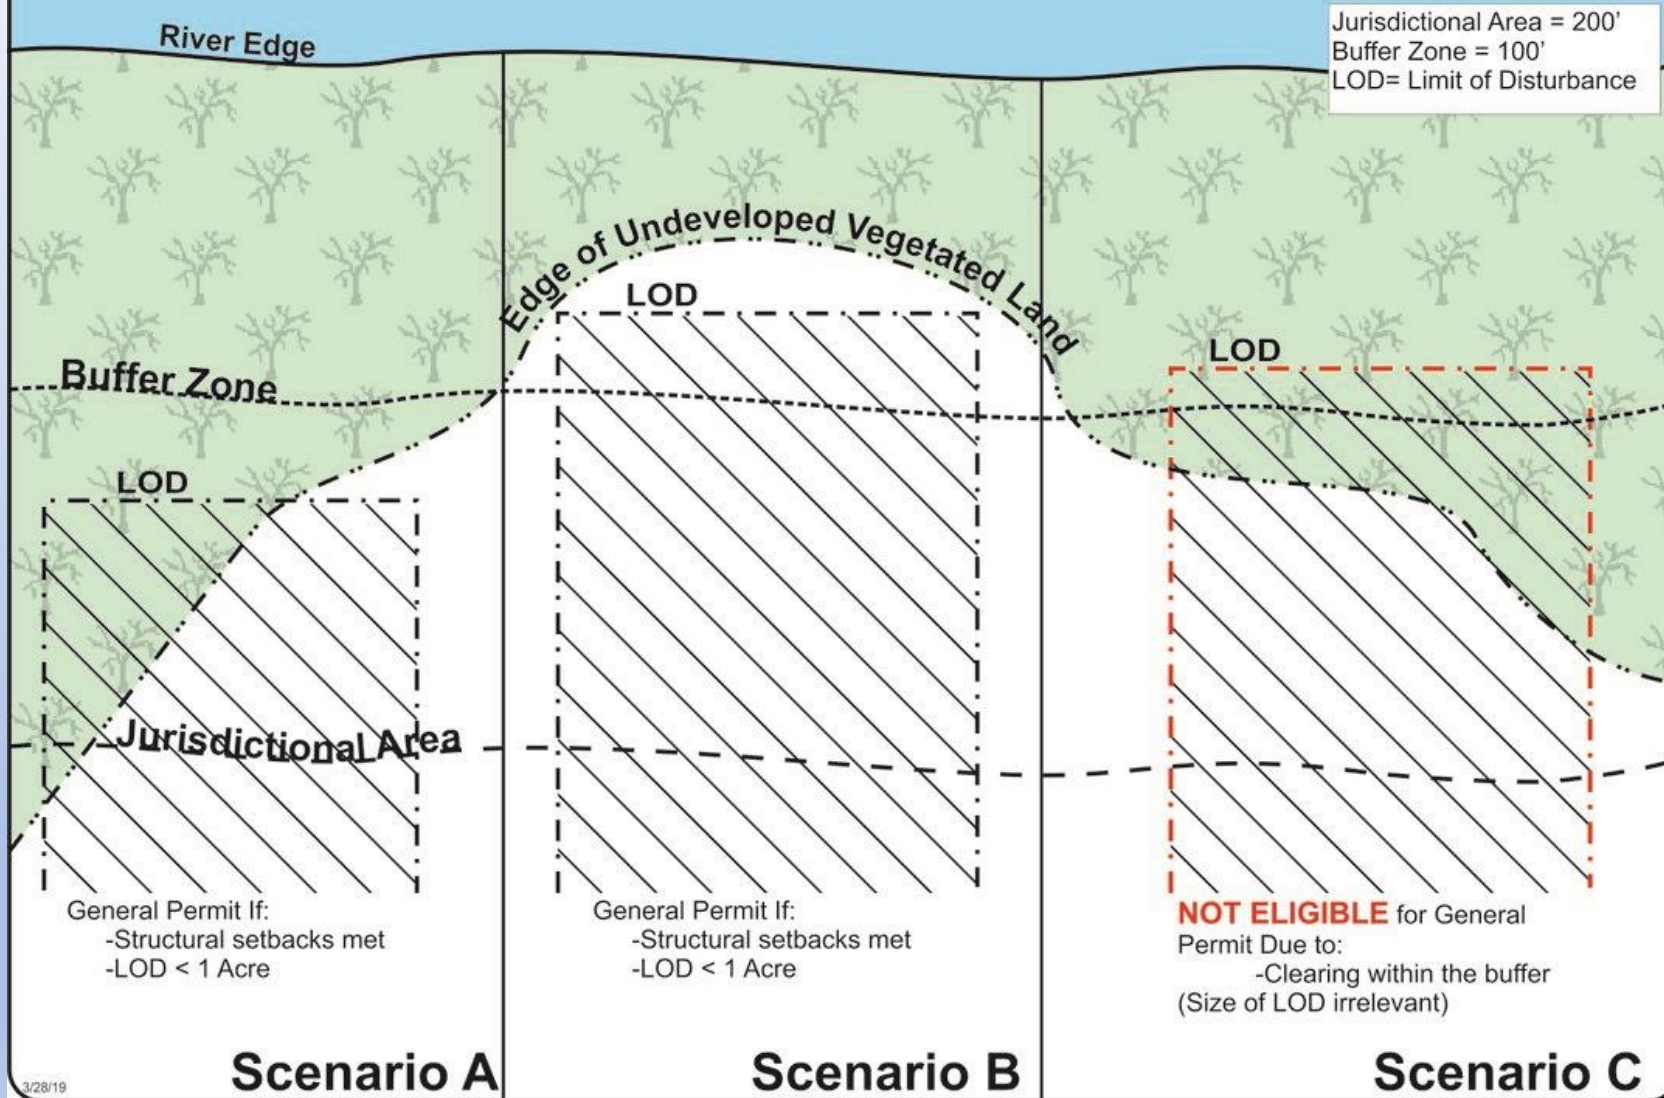 Jurisdictional Area = 200’
Buffer Zone = 100’
LOD= Limit of Disturbance
River Edge
Edge of Undeveloped Vegetated Land
LOD
LOD
Buffer Zone
LOD
Jurisdictional Area
General Permit If:
-Structural setbacks met
-LOD < 1 Acre
General Permit If:
-Structural setbacks met
-LOD < 1 Acre
NOT ELIGIBLE for General
Permit Due to:
-Clearing within the buffer
(Size of LOD irrelevant)
Scenario A
Scenario B
Scenario C
3/28/19